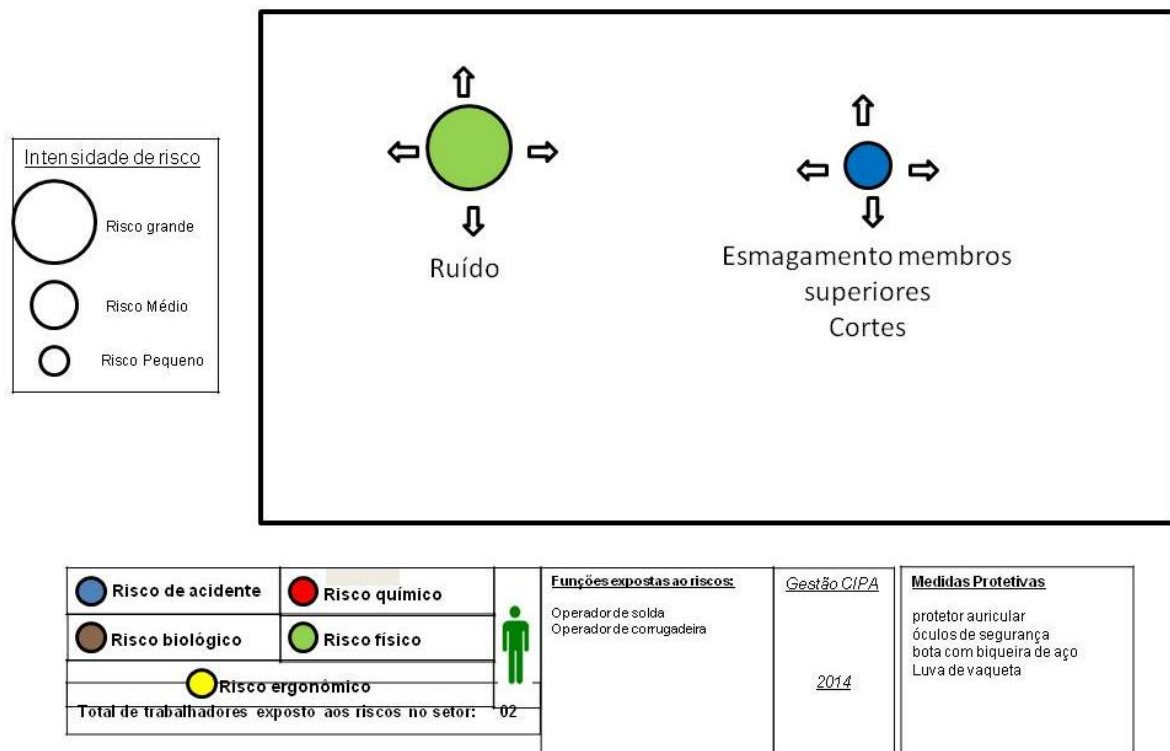 Intensidade de risco
Risco grande
Risco Médio
Risco Pequeno
Ruído
Esmagamento membros
superiores
Cortes
Risco de acidente
Risco químico
Risco biológico
Risco físico
Risco ergonômico
Total de trabalhadores exposto aos riscos no setor: 02
Funções expostas ao riscos:
Operador de solda
Operador de corrugadeira
Gestão CIPA
2014
Medidas Protetivas
protetor auricular
óculos de segurança
bota com biqueira de aço
Luva de vaqueta